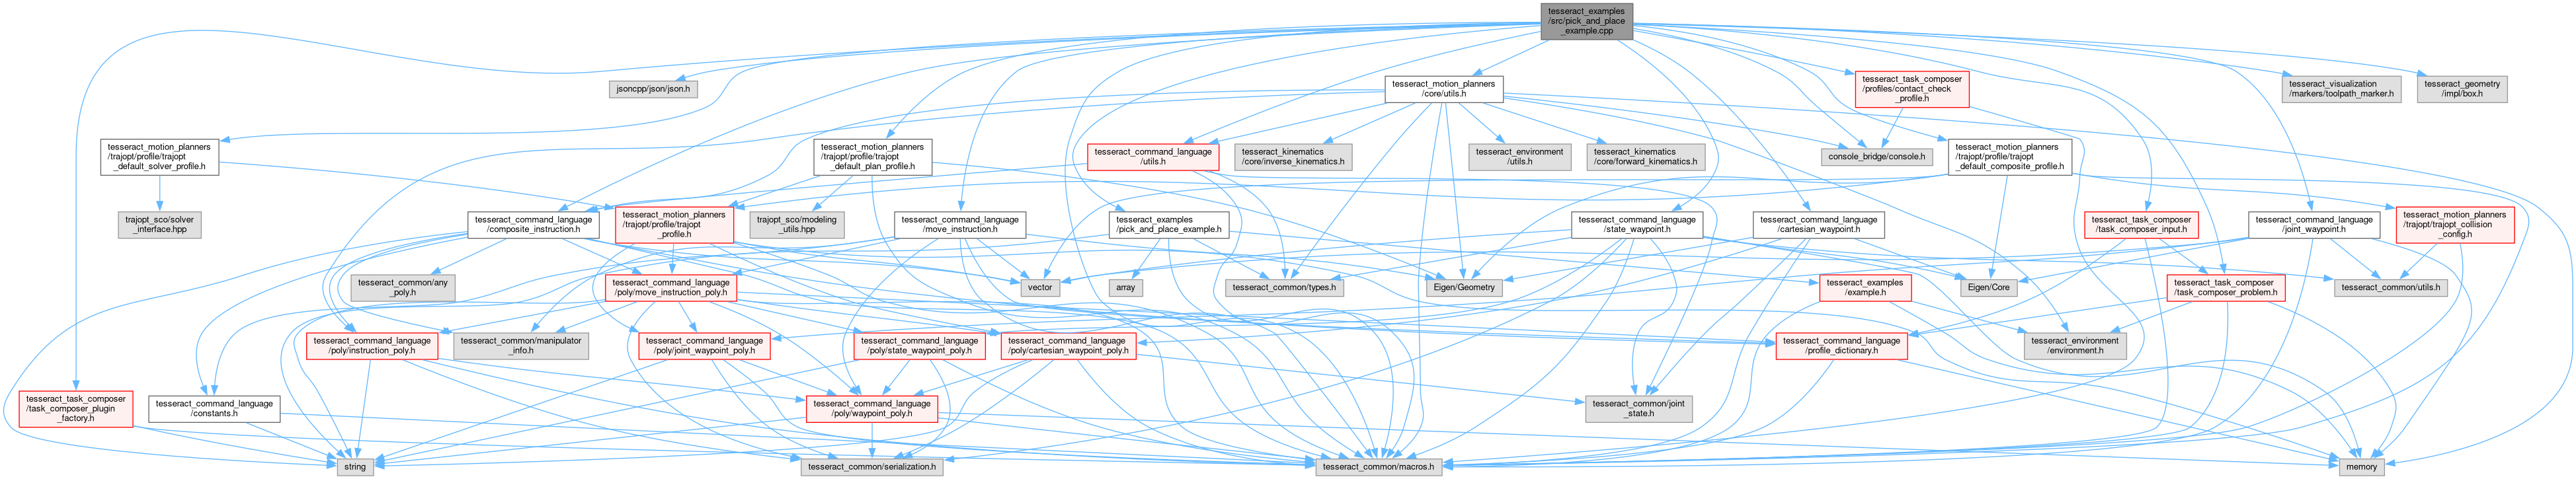 tesseract_examples
/src/pick_and_place
_example.cpp
jsoncpp/json/json.h
tesseract_motion_planners
/core/utils.h
tesseract_task_composer
/profiles/contact_check
_profile.h
tesseract_visualization
/markers/toolpath_marker.h
tesseract_geometry
/impl/box.h
tesseract_motion_planners
/trajopt/profile/trajopt
_default_solver_profile.h
tesseract_motion_planners
/trajopt/profile/trajopt
_default_plan_profile.h
tesseract_command_language
/utils.h
tesseract_kinematics
/core/inverse_kinematics.h
tesseract_environment
/utils.h
tesseract_kinematics
/core/forward_kinematics.h
console_bridge/console.h
tesseract_motion_planners
/trajopt/profile/trajopt
_default_composite_profile.h
trajopt_sco/solver
_interface.hpp
tesseract_command_language
/composite_instruction.h
tesseract_motion_planners
/trajopt/profile/trajopt
_profile.h
trajopt_sco/modeling
_utils.hpp
tesseract_command_language
/move_instruction.h
tesseract_examples
/pick_and_place_example.h
tesseract_command_language
/state_waypoint.h
tesseract_command_language
/cartesian_waypoint.h
tesseract_task_composer
/task_composer_input.h
tesseract_command_language
/joint_waypoint.h
tesseract_motion_planners
/trajopt/trajopt_collision
_config.h
tesseract_common/any
_poly.h
tesseract_command_language
/poly/move_instruction_poly.h
vector
array
tesseract_common/types.h
Eigen/Geometry
tesseract_examples
/example.h
Eigen/Core
tesseract_task_composer
/task_composer_problem.h
tesseract_common/utils.h
tesseract_command_language
/poly/instruction_poly.h
tesseract_common/manipulator
_info.h
tesseract_command_language
/poly/joint_waypoint_poly.h
tesseract_command_language
/poly/state_waypoint_poly.h
tesseract_command_language
/poly/cartesian_waypoint_poly.h
tesseract_command_language
/profile_dictionary.h
tesseract_environment
/environment.h
tesseract_task_composer
/task_composer_plugin
_factory.h
tesseract_command_language
/constants.h
tesseract_command_language
/poly/waypoint_poly.h
tesseract_common/joint
_state.h
string
tesseract_common/serialization.h
tesseract_common/macros.h
memory